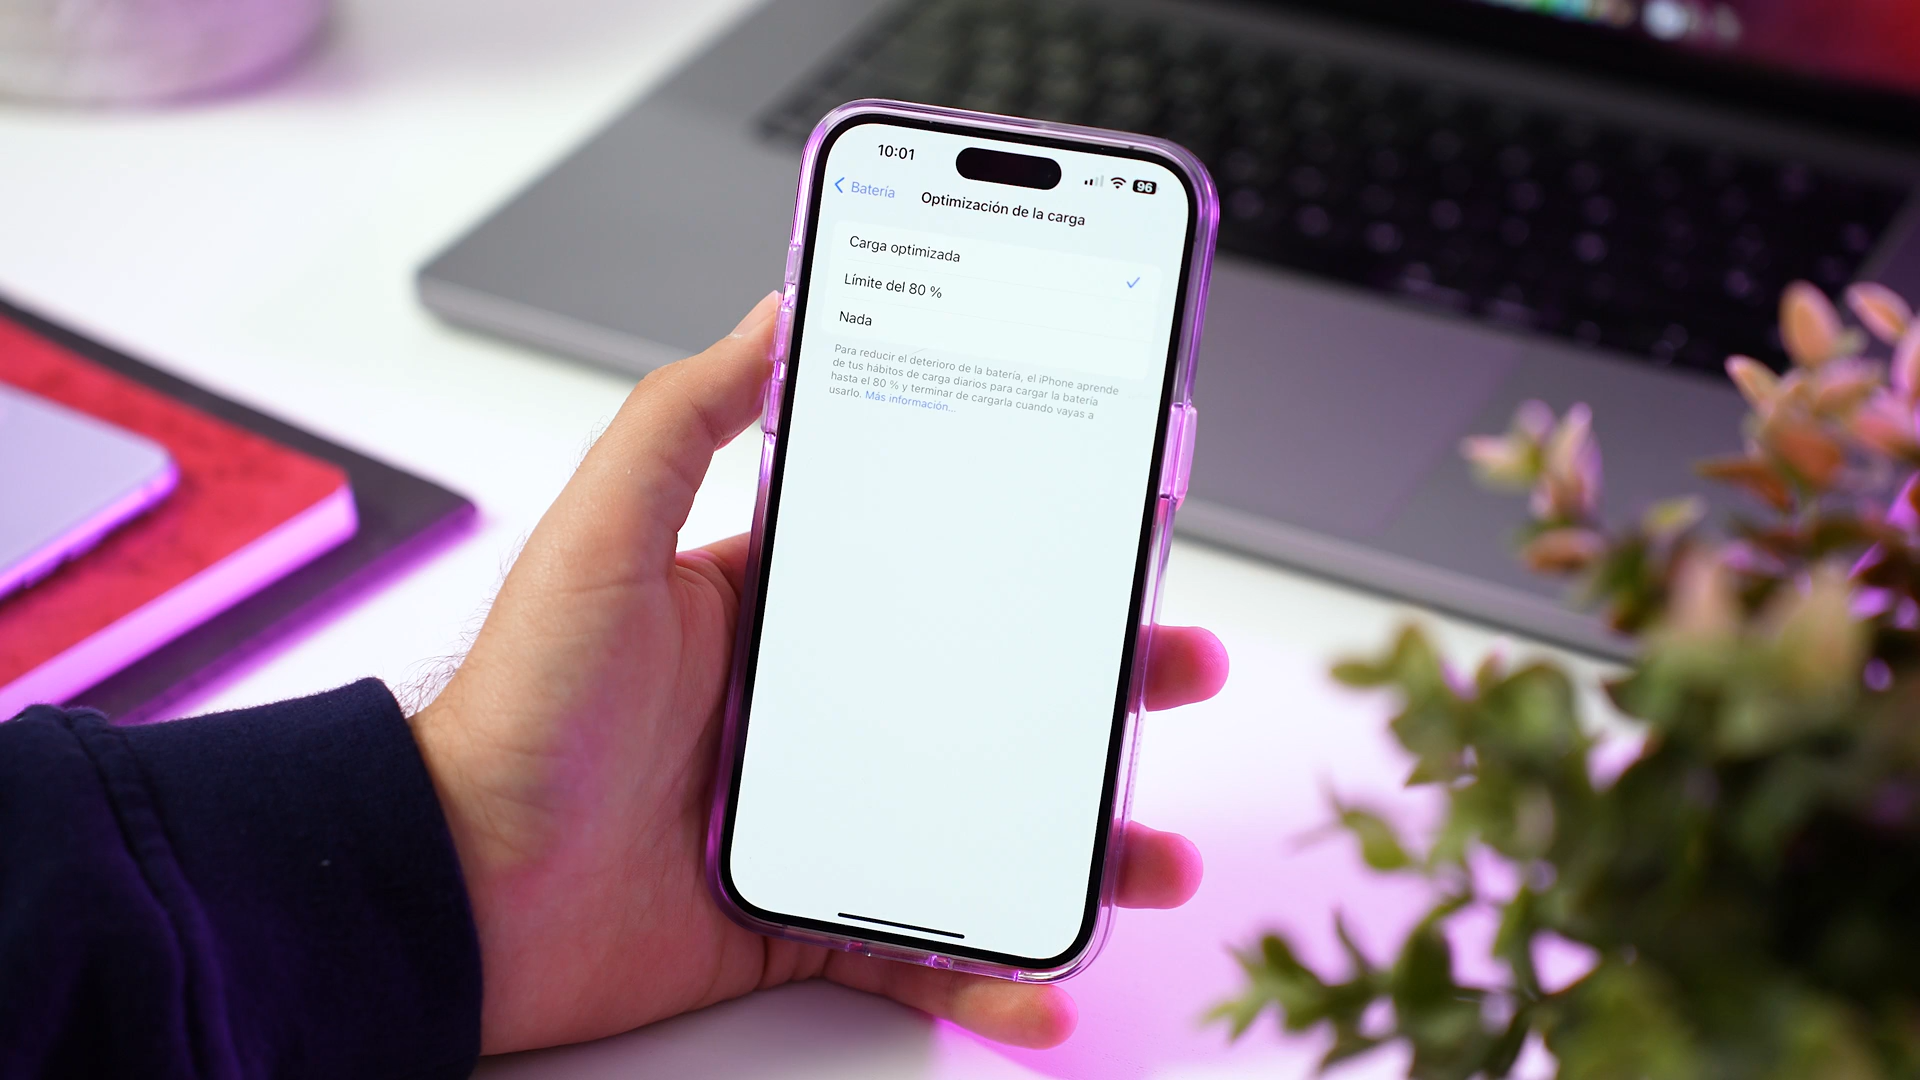 10:01
96
Batería
Optimización de la carga
Carga optimizada
Límite del 80 %
Nada
Para reducir el deterioro de la batería, el iPhone aprende
de tus hábitos de carga diarios para cargar la batería
hasta el 80 % y terminar de cargarla cuando vayas a
usarlo. Más información...